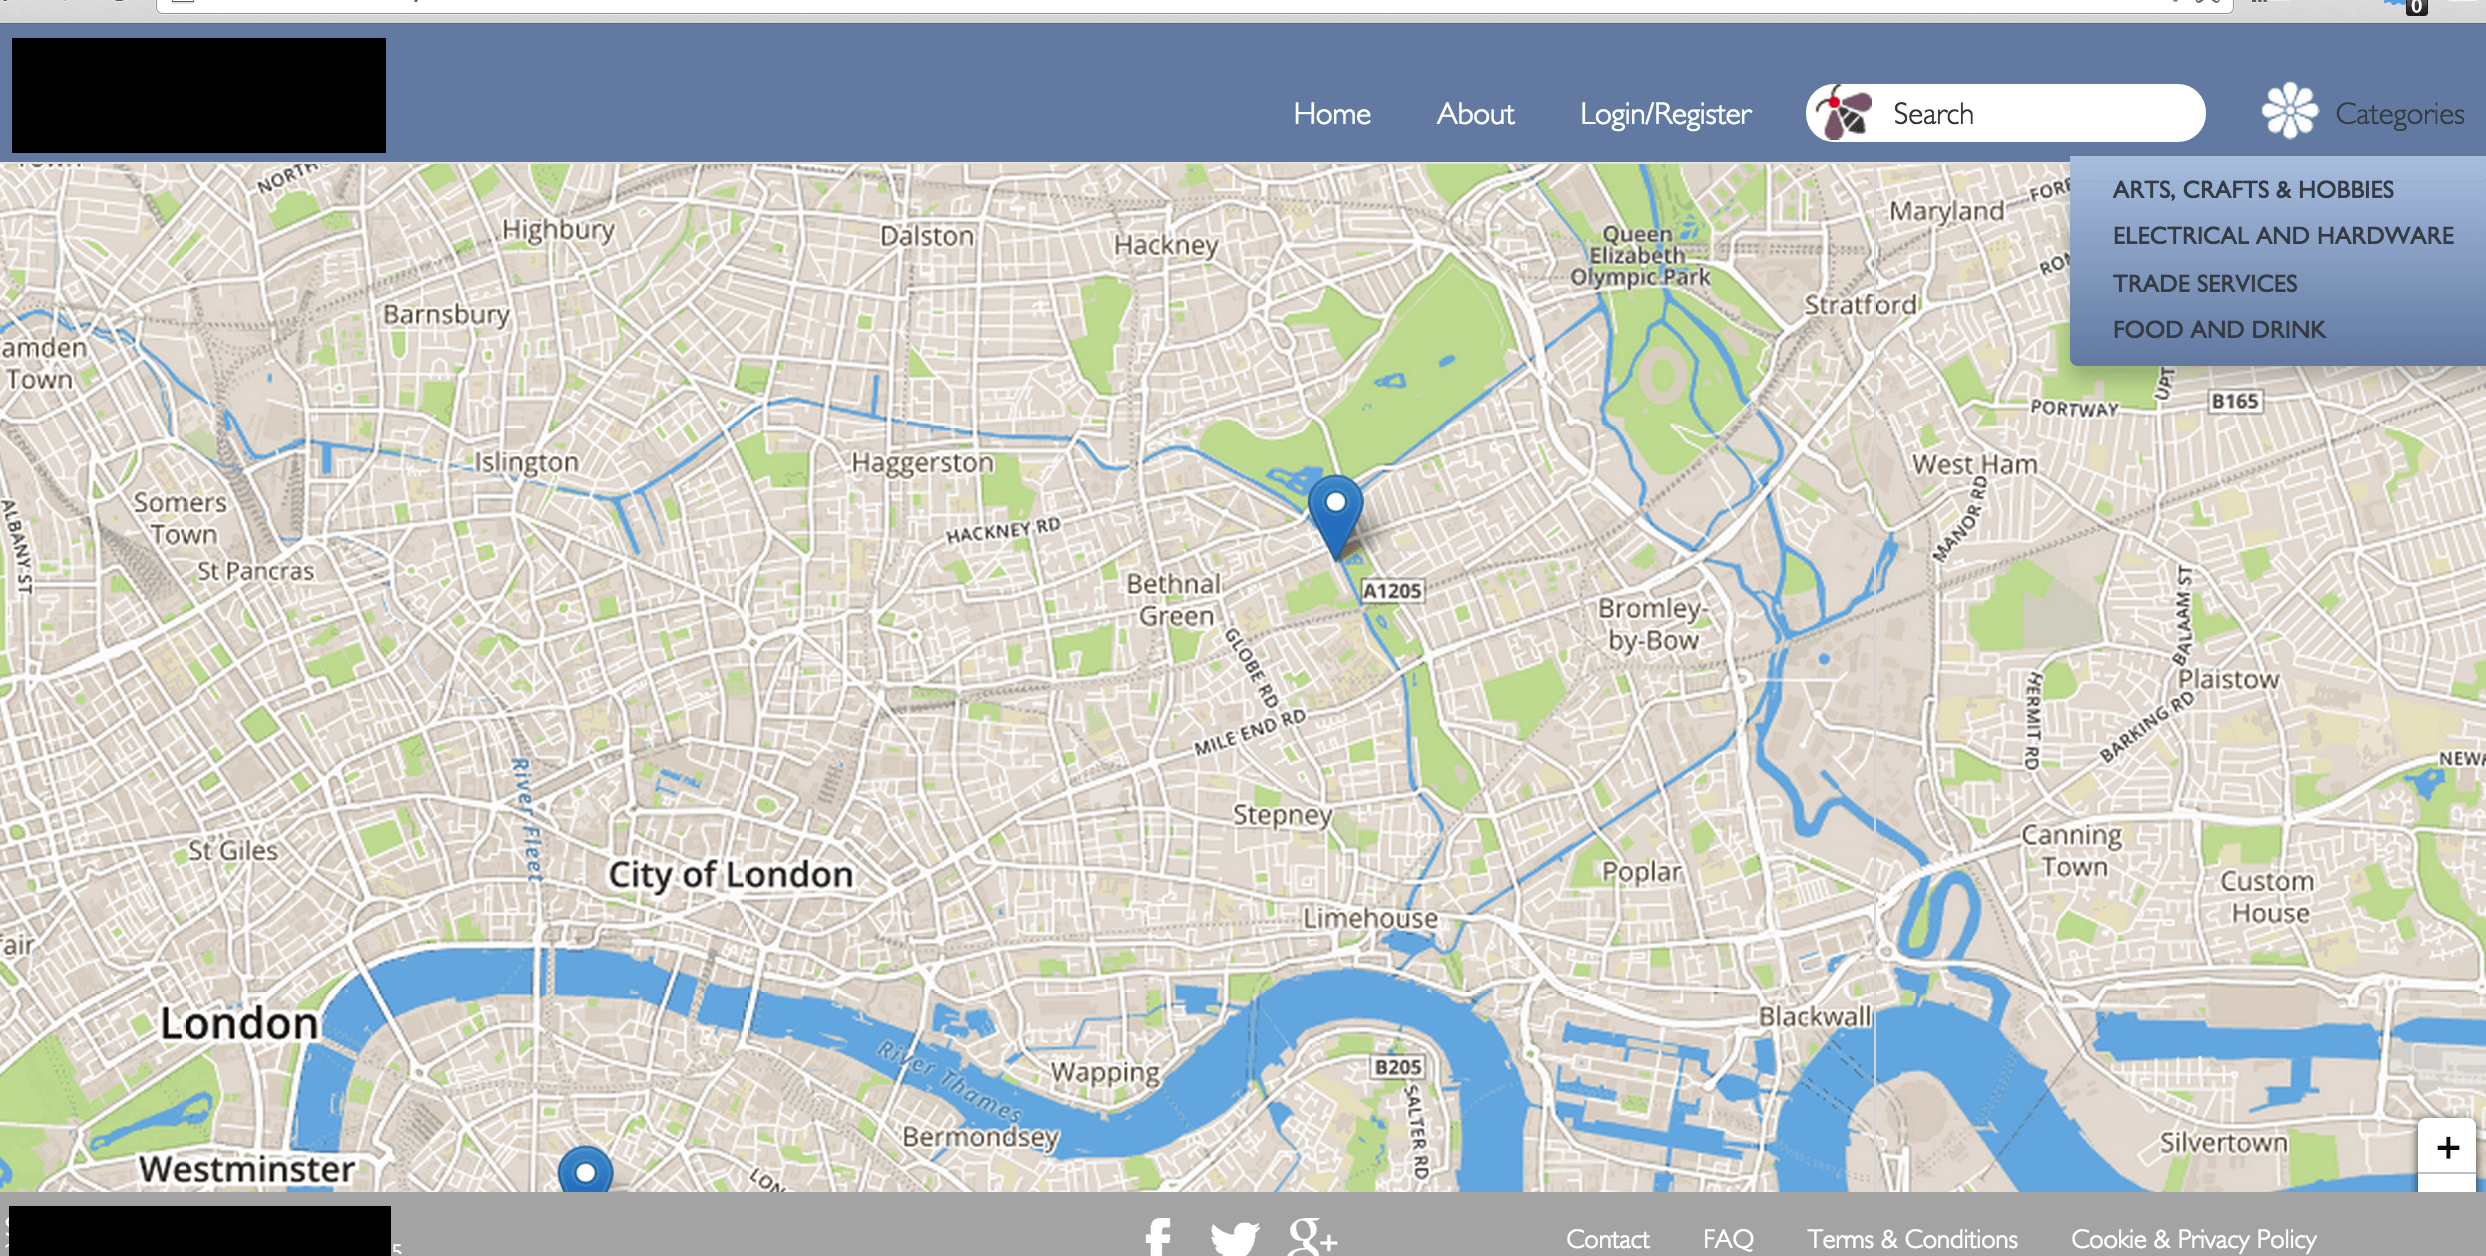 0
Home
About
Login/Register
Search
Categories
ARTS, CRAFTS & HOBBIES
ELECTRICAL AND HARDWARE
TRADE SERVICES
FOOD AND DRINK
NORTH
Highbury
Dalston
Hackney
Queen
Elizabeth
Olympic Park
Maryland
Barnsbury
Stratford
amden
Town
PORTWAY
B165
Islington
Haggerston
West Ham
Somers
Town
ALBANY ST
St Pancras
HACKNEY RD
MANOR RD
Bethnal
Green
A1205
Bromley-
by-Bow
BALAAM ST
GLOBE RD
MILE END RD
Plaistow
HERMIT RD
BARKING RD
River Fleet
Stepney
St Giles
City of London
Poplar
Canning
Town
Custom
House
Limehouse
air
London
Blackwall
River Thames
Wapping
B205
SALTER RD
Bermondsey
Silvertown
Westminster
+
5
f
g+
Contact
FAQ
Terms & Conditions
Cookie & Privacy Policy